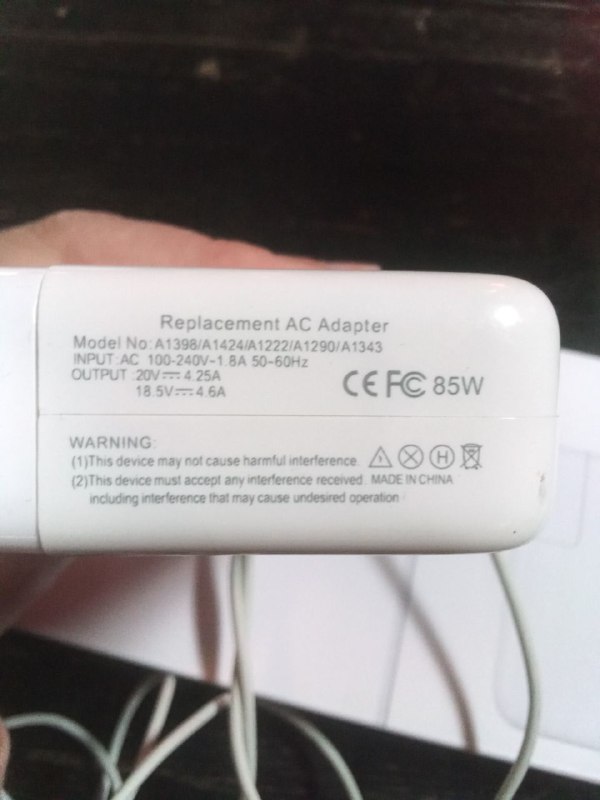 Replacement AC Adapter
Model No: A1398/A1424/A1222/A1290/A1343
INPUT: AC 100-240V~1.8A 50-60Hz
OUTPUT :20V⎓4.25A
18.5V⎓4.6A
CE FC 85W
WARNING:
(1)This device may not cause harmful interference.
(2)This device must accept any interference received. MADE IN CHINA
including interference that may cause undesired operation
H